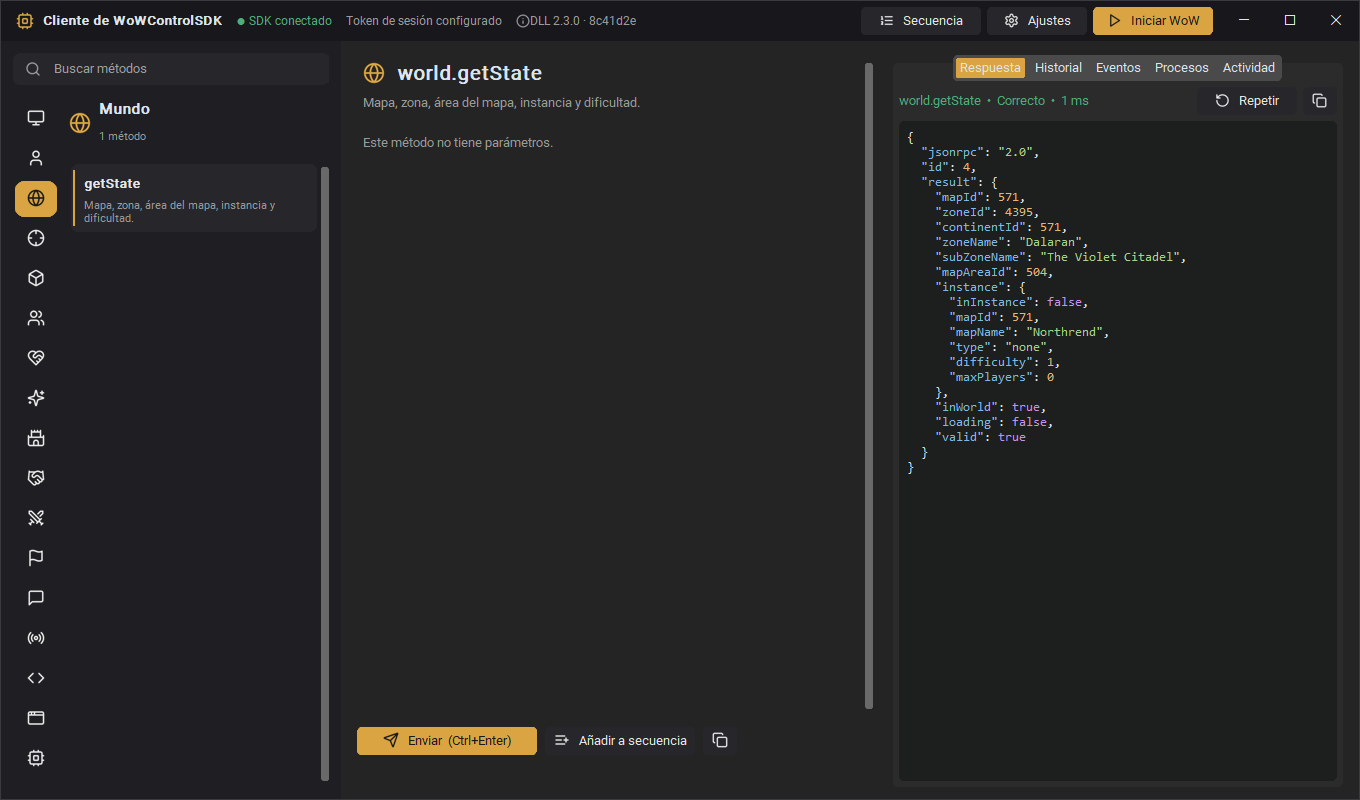 Cliente de WoWControlSDK
SDK conectado
Token de sesión configurado
DLL 2.3.0 · 8c41d2e
Secuencia
Ajustes
Iniciar WoW
Buscar métodos
Mundo
1 método
getState
Mapa, zona, área del mapa, instancia y
dificultad.
world.getState
Mapa, zona, área del mapa, instancia y dificultad.
Este método no tiene parámetros.
Enviar (Ctrl+Enter)
Añadir a secuencia
Respuesta
Historial
Eventos
Procesos
Actividad
world.getState • Correcto • 1 ms
Repetir
{
"jsonrpc": "2.0",
"id": 4,
"result": {
"mapId": 571,
"zoneId": 4395,
"continentId": 571,
"zoneName": "Dalaran",
"subZoneName": "The Violet Citadel",
"mapAreaId": 504,
"instance": {
"inInstance": false,
"mapId": 571,
"mapName": "Northrend",
"type": "none",
"difficulty": 1,
"maxPlayers": 0
},
"inWorld": true,
"loading": false,
"valid": true
}
}